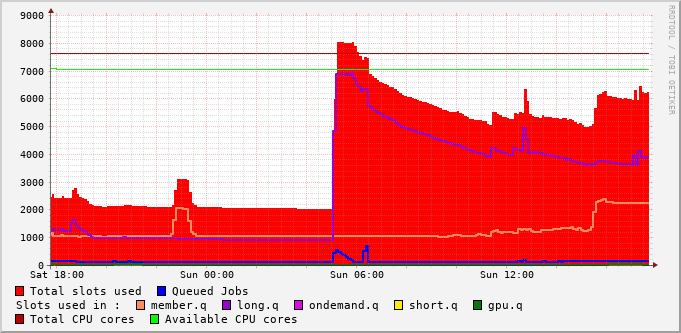 9000
8000
7000
6000
5000
4000
3000
2000
1000
0
Sat 18:00 Sun 00:00 Sun 06:00 Sun 12:00
RRDTOOL / TOBI OETIKER
Total slots used Queued Jobs
Slots used in : member.q long.q ondemand.q short.q gpu.q
Total CPU cores Available CPU cores